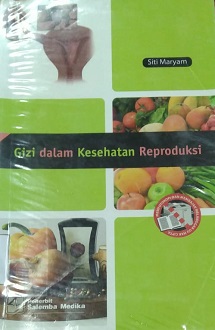 Siti Maryam
Gizi dalam Kesehatan Reproduksi
Penerbit
Salemba Medika